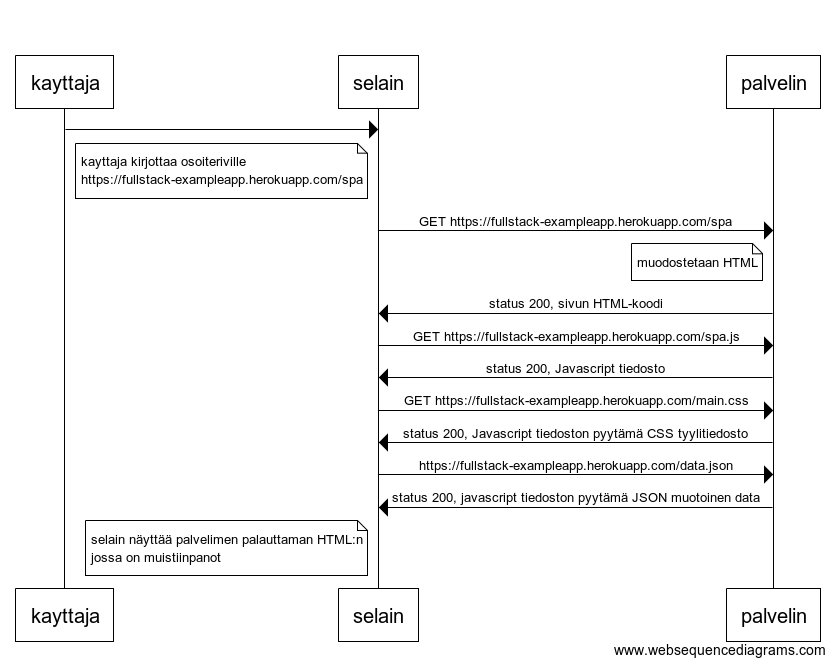 kayttaja
selain
palvelin
kayttaja kirjottaa osoiteriville
https://fullstack-exampleapp.herokuapp.com/spa
GET https://fullstack-exampleapp.herokuapp.com/spa
muodostetaan HTML
status 200, sivun HTML-koodi
GET https://fullstack-exampleapp.herokuapp.com/spa.js
status 200, Javascript tiedosto
GET https://fullstack-exampleapp.herokuapp.com/main.css
status 200, Javascript tiedoston pyytämä CSS tyylitiedosto
https://fullstack-exampleapp.herokuapp.com/data.json
status 200, javascript tiedoston pyytämä JSON muotoinen data
selain näyttää palvelimen palauttaman HTML:n
jossa on muistiinpanot
kayttaja
selain
palvelin
www.websequencediagrams.com